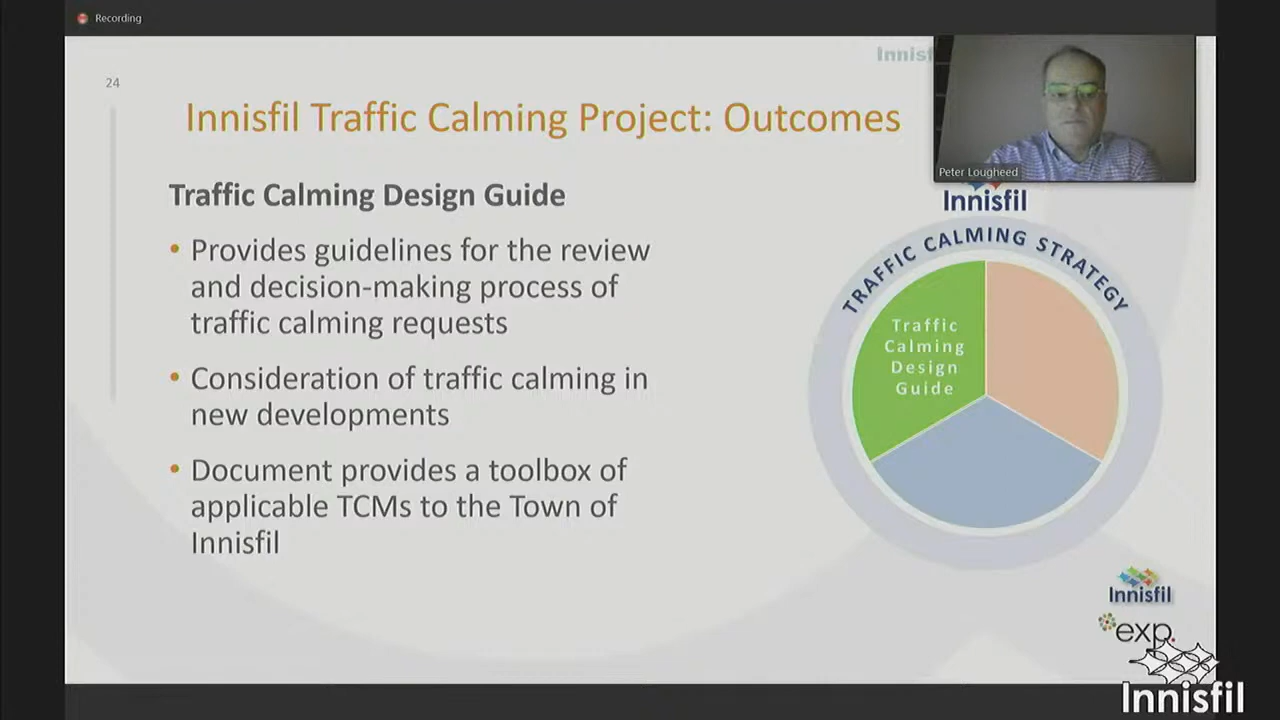 Recording
Innisf
24
Innisfil Traffic Calming Project: Outcomes
Peter Lougheed
Traffic Calming Design Guide
• Provides guidelines for the review
and decision-making process of
traffic calming requests
• Consideration of traffic calming in
new developments
• Document provides a toolbox of
applicable TCMs to the Town of
Innisfil
Innisfil
TRAFFIC CALMING STRATEGY
Traffic
Calming
Design
Guide
Innisfil
exp.
Innisfil